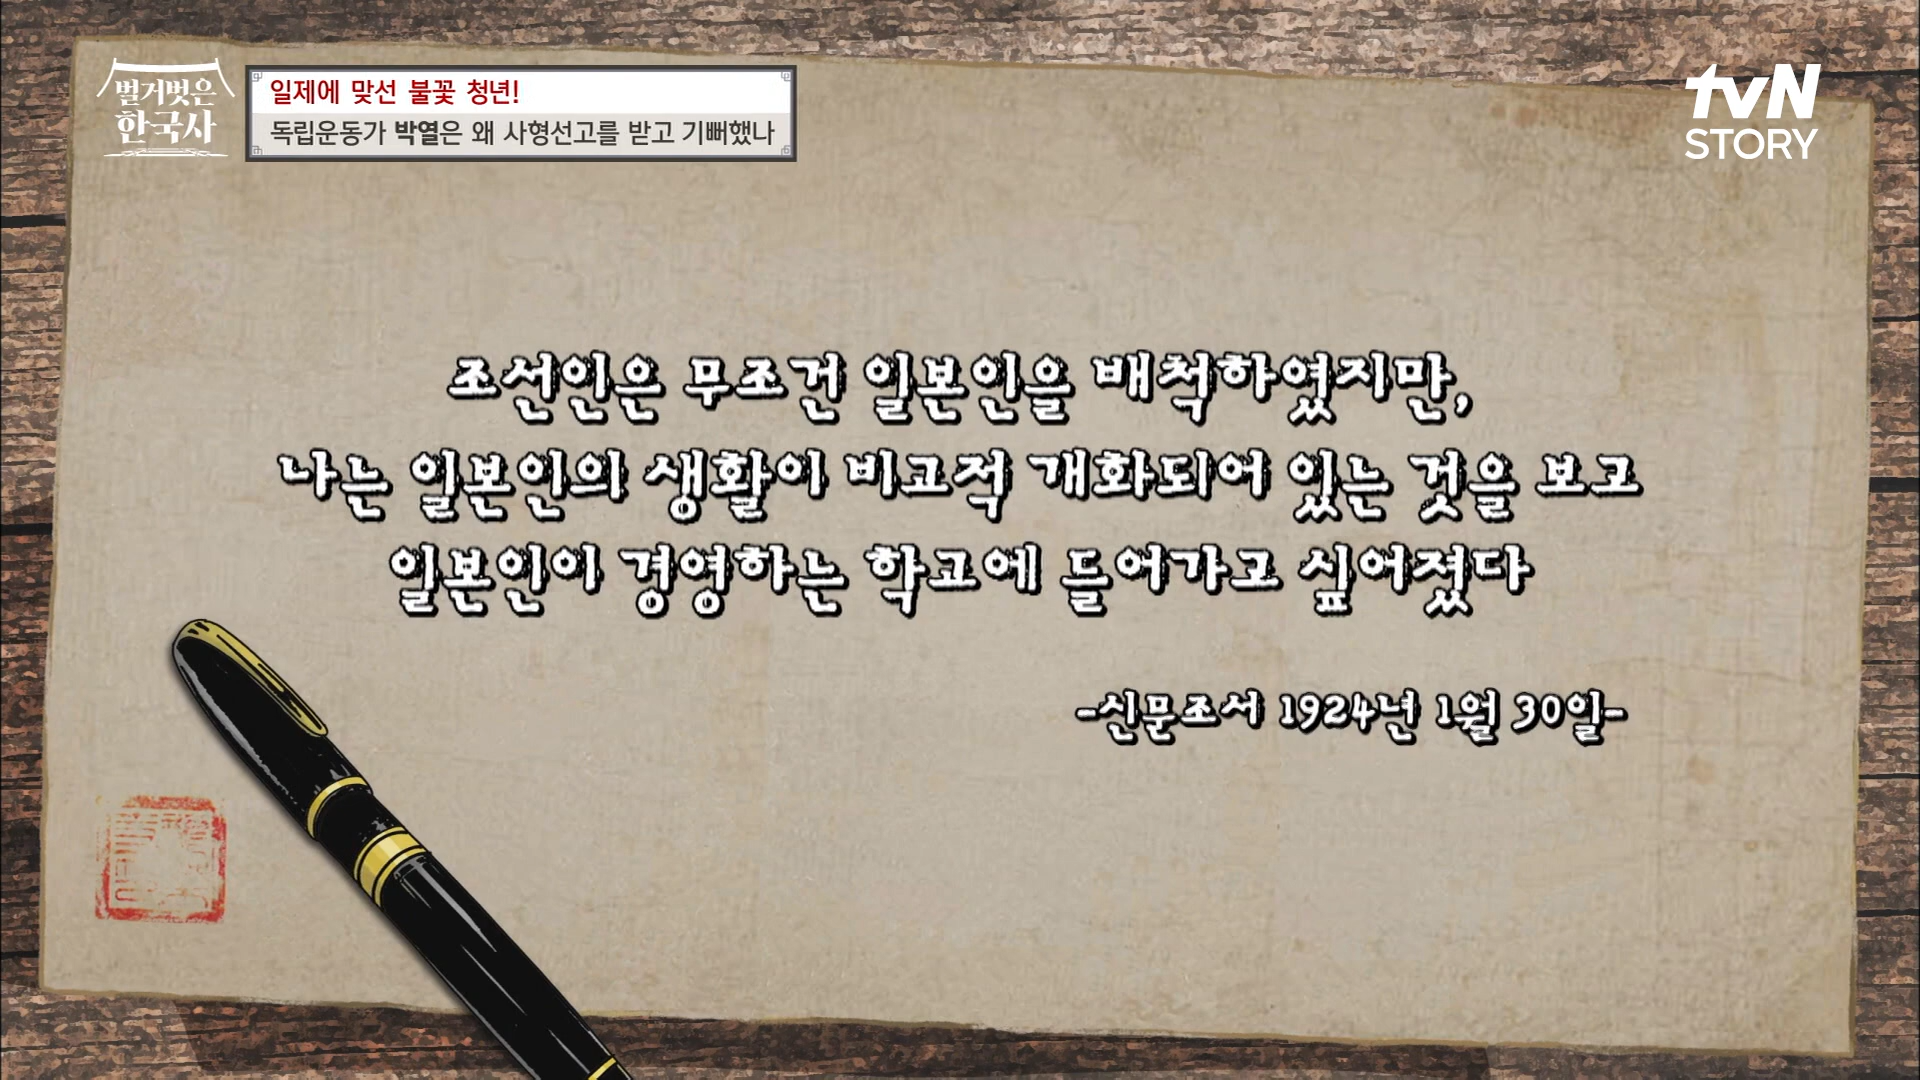 벌거벗은
한국사
일제에 맞선 불꽃 청년!
독립운동가 박열은 왜 사형선고를 받고 기뻐했나
tvN
STORY
조선인은 무조건 일본인을 배척하였지만,
나는 일본인의 생활이 비고적 개화되어 있는 것을 보고
일본인이 경영하는 학교에 들어가고 싶어졌다
-신문조서 1924년 1월 30일-